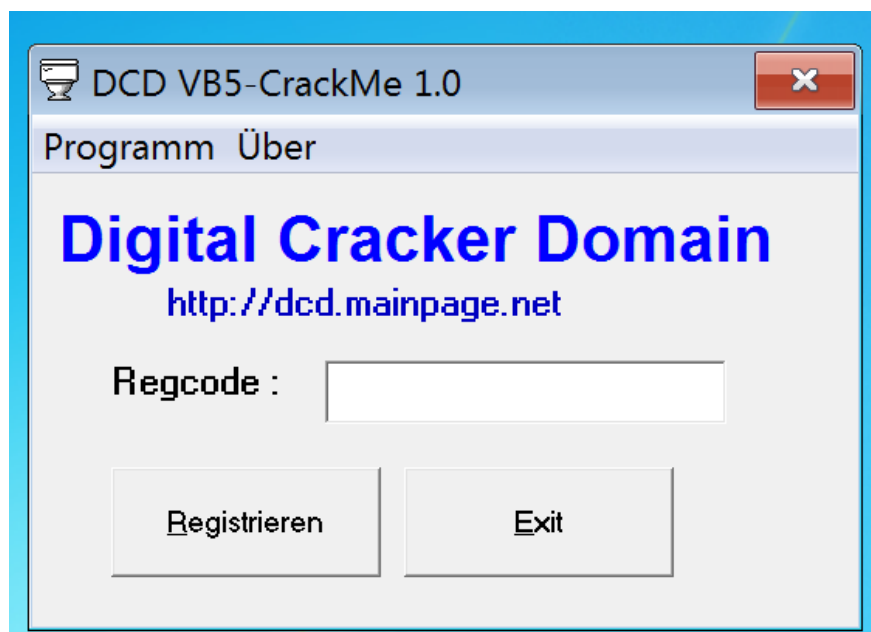 DCD VB5-CrackMe 1.0
Programm Über
Digital Cracker Domain
http://dcd.mainpage.net
Regcode :
Registrieren Exit